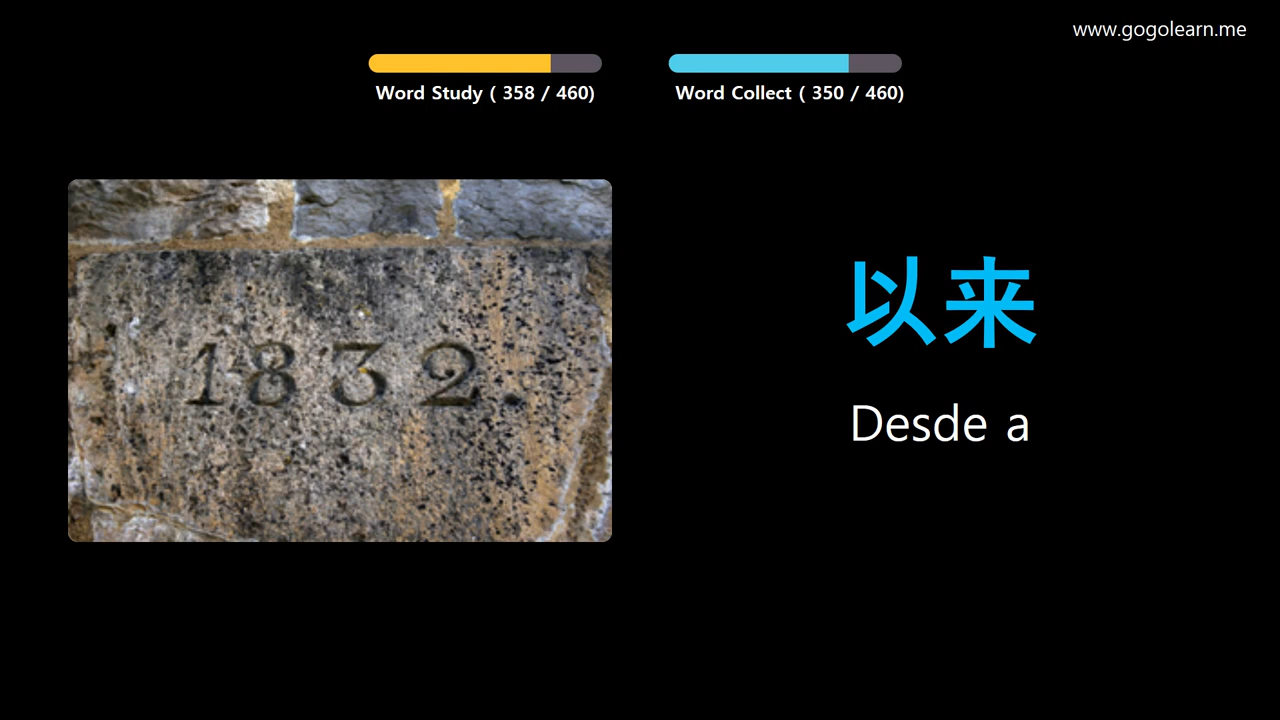 www.gogolearn.me
Word Study ( 358 / 460)
Word Collect ( 350 / 460)
1832.
以来
Desde a